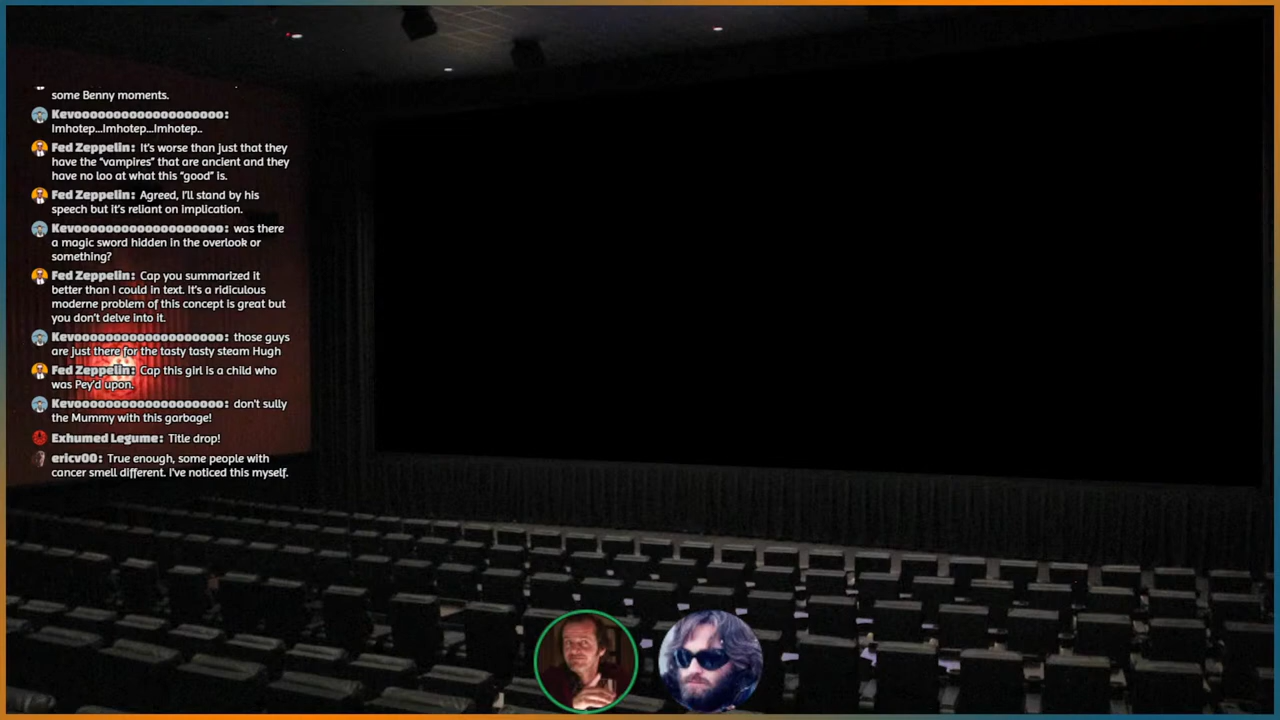 some Benny moments.
Kevooooooooooooooooooo:
Imhotep...Imhotep...Imhotep..
Fed Zeppelin: It's worse than just that they
have the “vampires” that are ancient and they
have no loo at what this “good” is.
Fed Zeppelin: Agreed, I'll stand by his
speech but it's reliant on implication.
Kevooooooooooooooooooo: was there
a magic sword hidden in the overlook or
something?
Fed Zeppelin: Cap you summarized it
better than I could in text. It's a ridiculous
moderne problem of this concept is great but
you don't delve into it.
Kevooooooooooooooooooo: those guys
are just there for the tasty tasty steam Hugh
Fed Zeppelin: Cap this girl is a child who
was Pey'd upon.
Kevooooooooooooooooooo: don't sully
the Mummy with this garbage!
Exhumed Legume: Title drop!
ericv00: True enough, some people with
cancer smell different. I've noticed this myself.